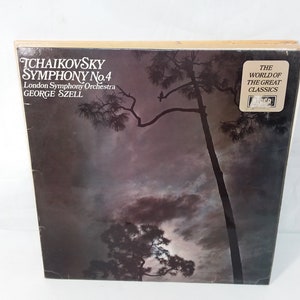 TCHAIKOVSKY
SYMPHONY No.4
London Symphony Orchestra
GEORGE SZELL
THE
WORLD OF
THE GREAT
CLASSICS